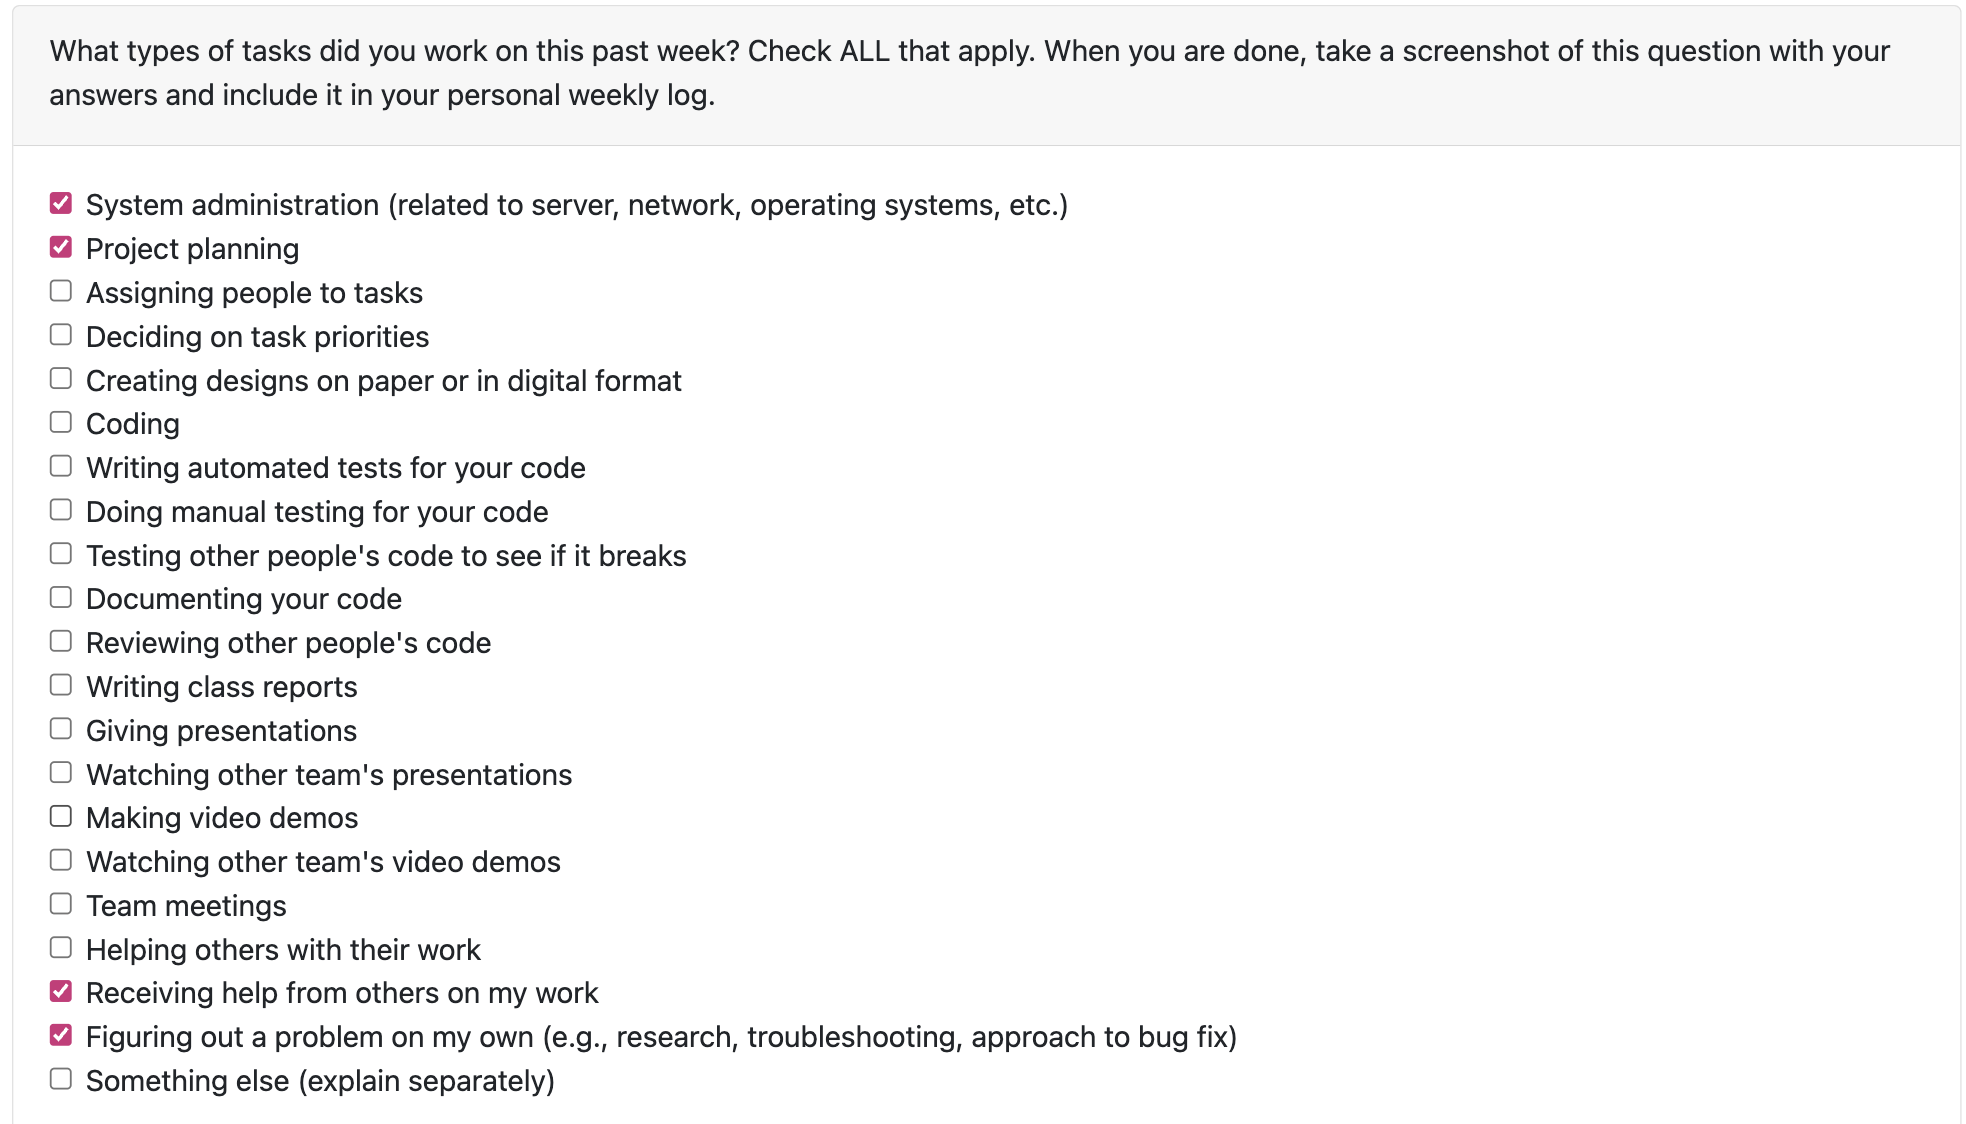 What types of tasks did you work on this past week? Check ALL that apply. When you are done, take a screenshot of this question with your
answers and include it in your personal weekly log.
System administration (related to server, network, operating systems, etc.)
Project planning
Assigning people to tasks
Deciding on task priorities
Creating designs on paper or in digital format
Coding
Writing automated tests for your code
Doing manual testing for your code
Testing other people's code to see if it breaks
Documenting your code
Reviewing other people's code
Writing class reports
Giving presentations
Watching other team's presentations
Making video demos
Watching other team's video demos
Team meetings
Helping others with their work
Receiving help from others on my work
Figuring out a problem on my own (e.g., research, troubleshooting, approach to bug fix)
Something else (explain separately)